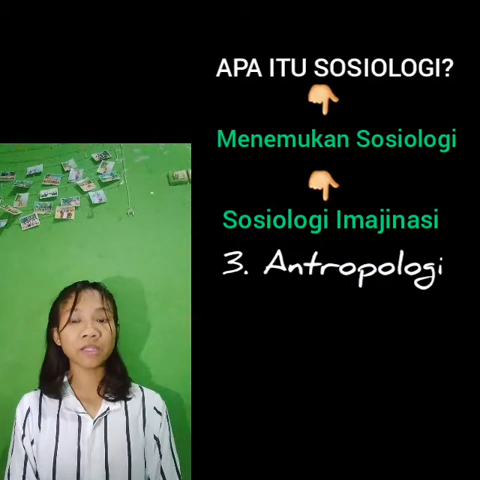 APA ITU SOSIOLOGI?
Menemukan Sosiologi
Sosiologi Imajinasi
3. Antropologi